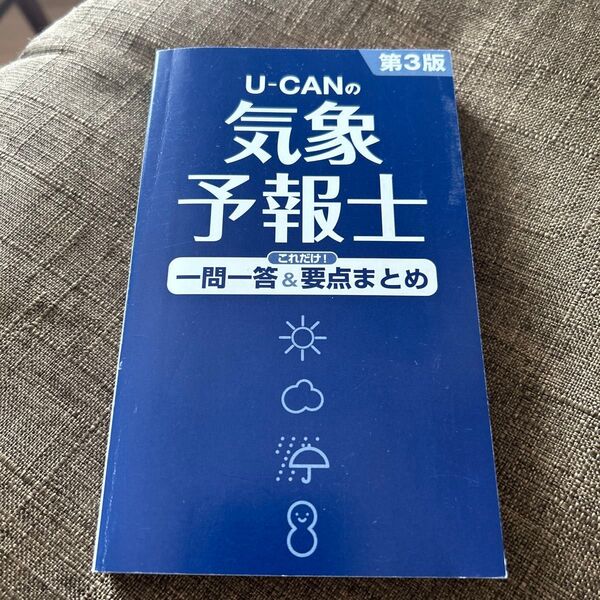 第3版
U-CANの
気象
予報士
これだけ!
一問一答&要点まとめ